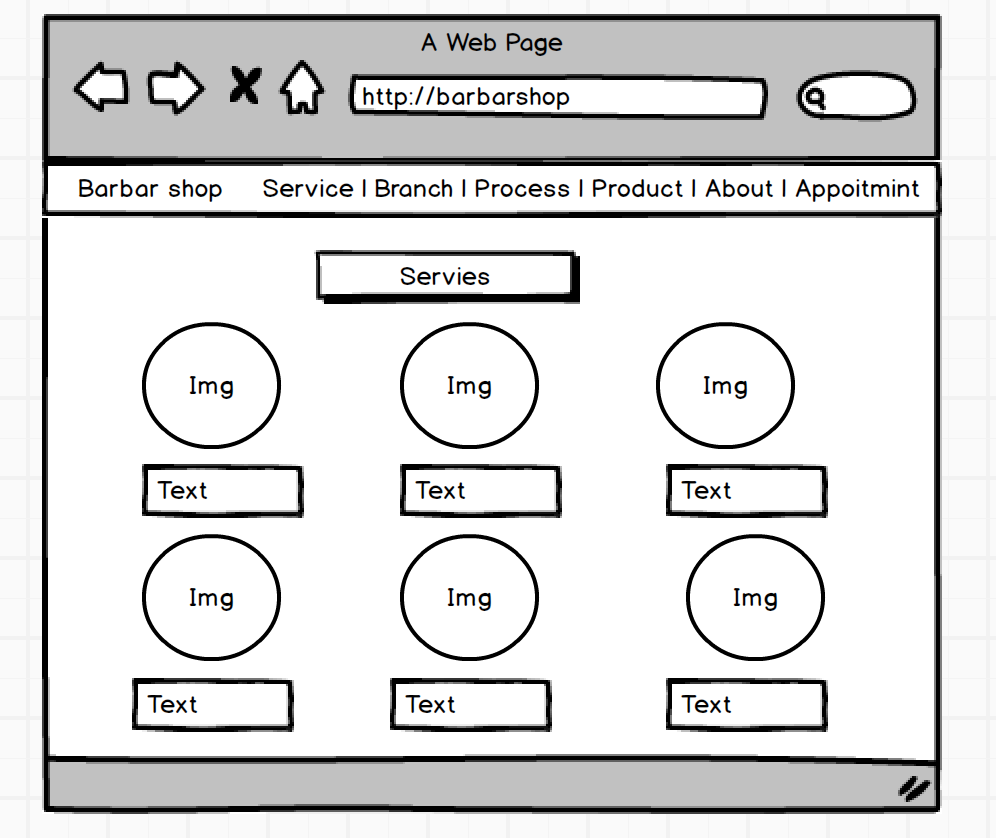 A Web Page
http://barbarshop
Barbar shop Service | Branch | Process | Product | About | Appoitmint
Servies
Img Img Img
Text Text Text
Img Img Img
Text Text Text